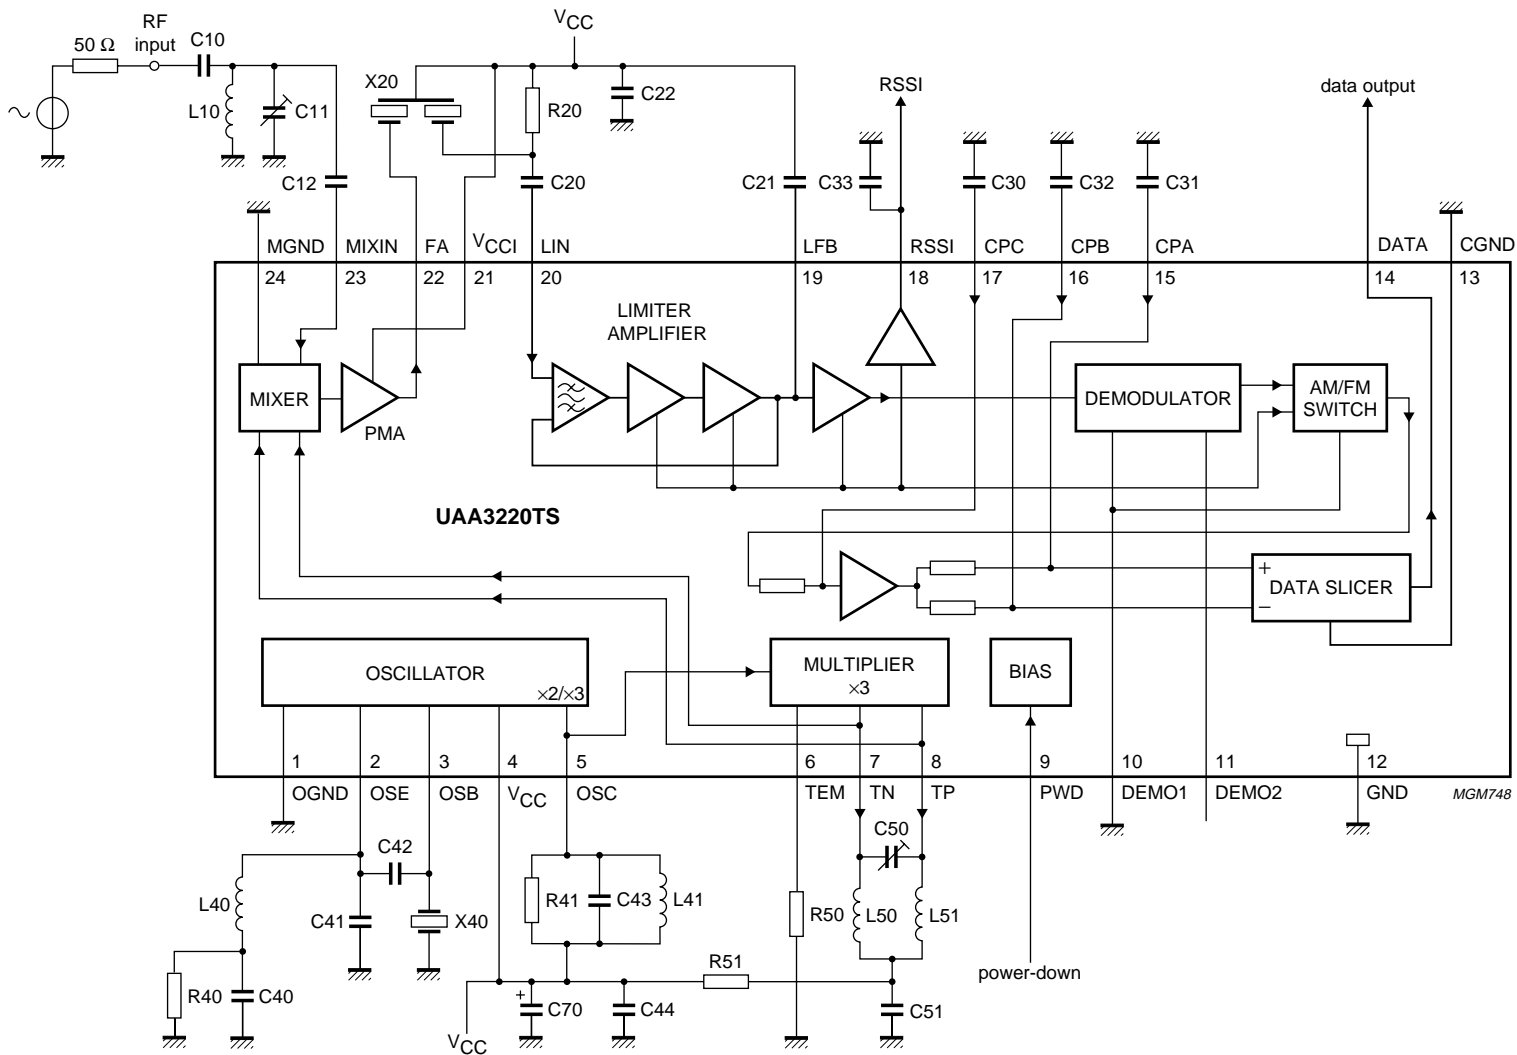 V_CC
RF
input
50 Ω
C10
X20
L10
C11
R20
C22
RSSI
data output
C12
C20
C21
C33
C30
C32
C31
MGND
MIXIN
FA
V_CCI
LIN
LFB
RSSI
CPC
CPB
CPA
DATA
CGND
24
23
22
21
20
19
18
17
16
15
14
13
LIMITER
AMPLIFIER
MIXER
PMA
DEMODULATOR
AM/FM
SWITCH
UAA3220TS
+
DATA SLICER
−
OSCILLATOR
×2/×3
MULTIPLIER
×3
BIAS
1
2
3
4
5
6
7
8
9
10
11
12
OGND
OSE
OSB
V_CC
OSC
TEM
TN
TP
PWD
DEMO1
DEMO2
GND
MGM748
C42
C50
L40
C41
X40
R41
C43
L41
R50
L50
L51
R51
power-down
R40
C40
+
C70
C44
C51
V_CC